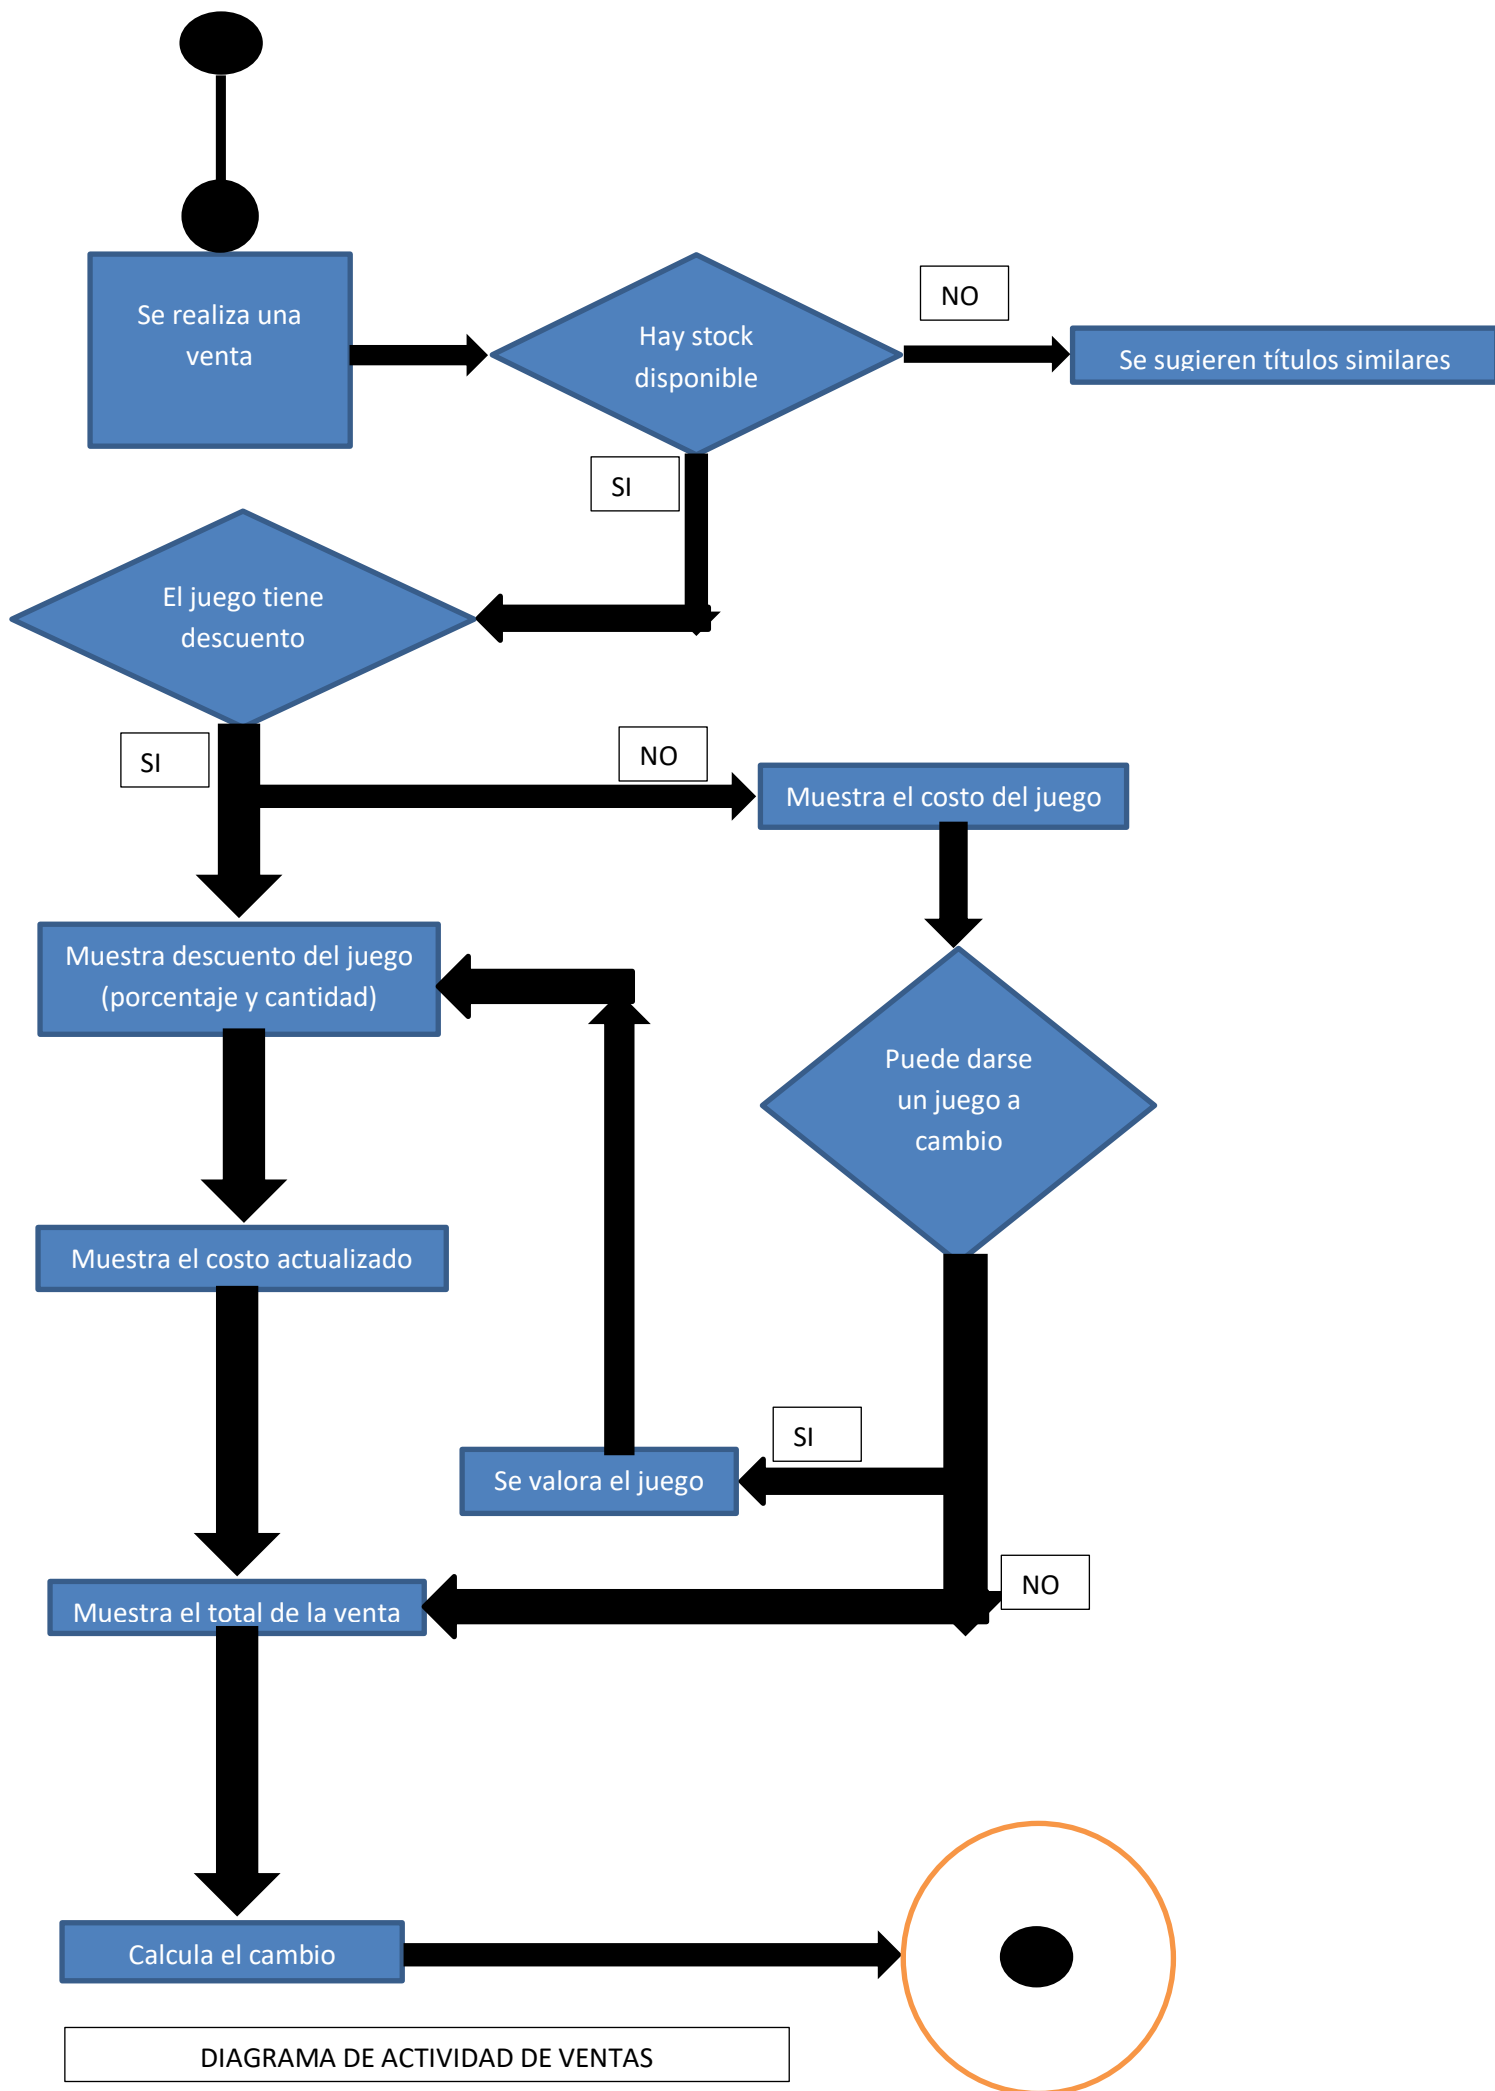 Se realiza una
venta
Hay stock
disponible
NO
Se sugieren títulos similares
SI
El juego tiene
descuento
SI
NO
Muestra el costo del juego
Muestra descuento del juego
(porcentaje y cantidad)
Puede darse
un juego a
cambio
Muestra el costo actualizado
SI
Se valora el juego
NO
Muestra el total de la venta
Calcula el cambio
DIAGRAMA DE ACTIVIDAD DE VENTAS